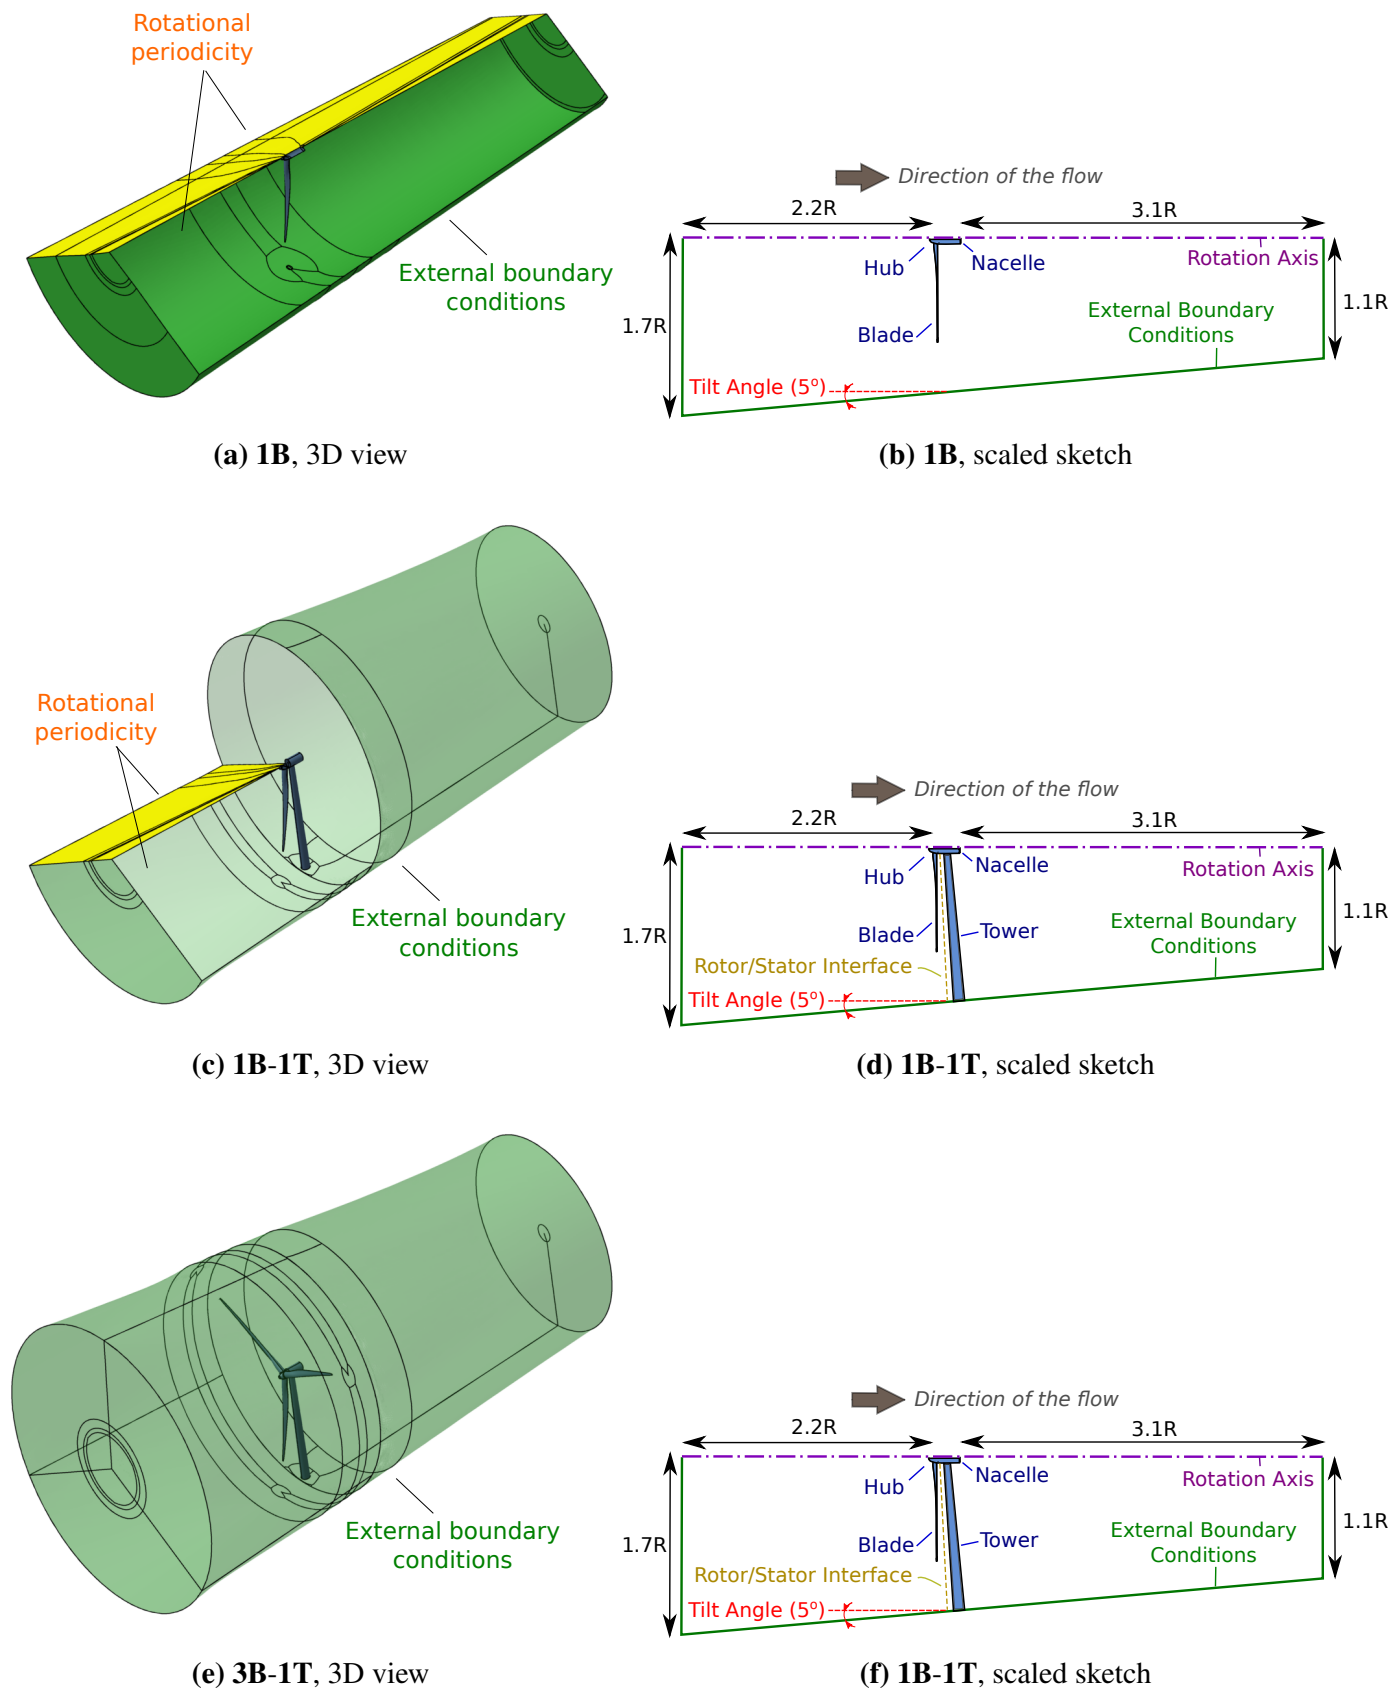 Rotational
periodicity
External boundary
conditions
(a) 1B, 3D view
Direction of the flow
2.2R
3.1R
Hub
Nacelle
Rotation Axis
1.7R
Blade
External Boundary
Conditions
1.1R
Tilt Angle (5º)
(b) 1B, scaled sketch
Rotational
periodicity
External boundary
conditions
(c) 1B-1T, 3D view
Direction of the flow
2.2R
3.1R
Hub
Nacelle
Rotation Axis
1.7R
Blade
Tower
External Boundary
Conditions
1.1R
Rotor/Stator Interface
Tilt Angle (5º)
(d) 1B-1T, scaled sketch
External boundary
conditions
(e) 3B-1T, 3D view
Direction of the flow
2.2R
3.1R
Hub
Nacelle
Rotation Axis
1.7R
Blade
Tower
External Boundary
Conditions
1.1R
Rotor/Stator Interface
Tilt Angle (5º)
(f) 1B-1T, scaled sketch